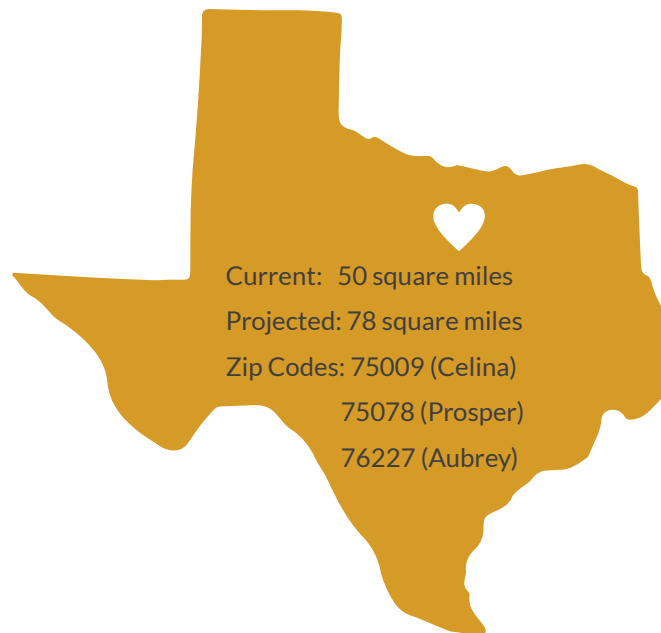 Current: 50 square miles
Projected: 78 square miles
Zip Codes: 75009 (Celina)
75078 (Prosper)
76227 (Aubrey)